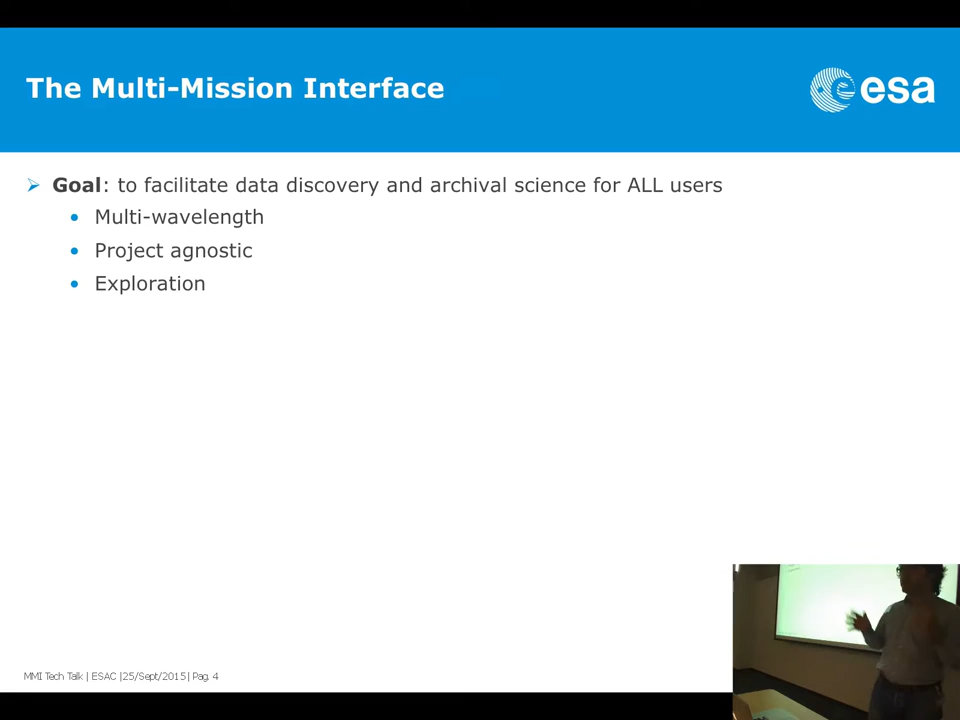 The Multi-Mission Interface
esa
Goal: to facilitate data discovery and archival science for ALL users
Multi-wavelength
Project agnostic
Exploration
MMI Tech Talk | ESAC |25/Sept/2015| Pag. 4